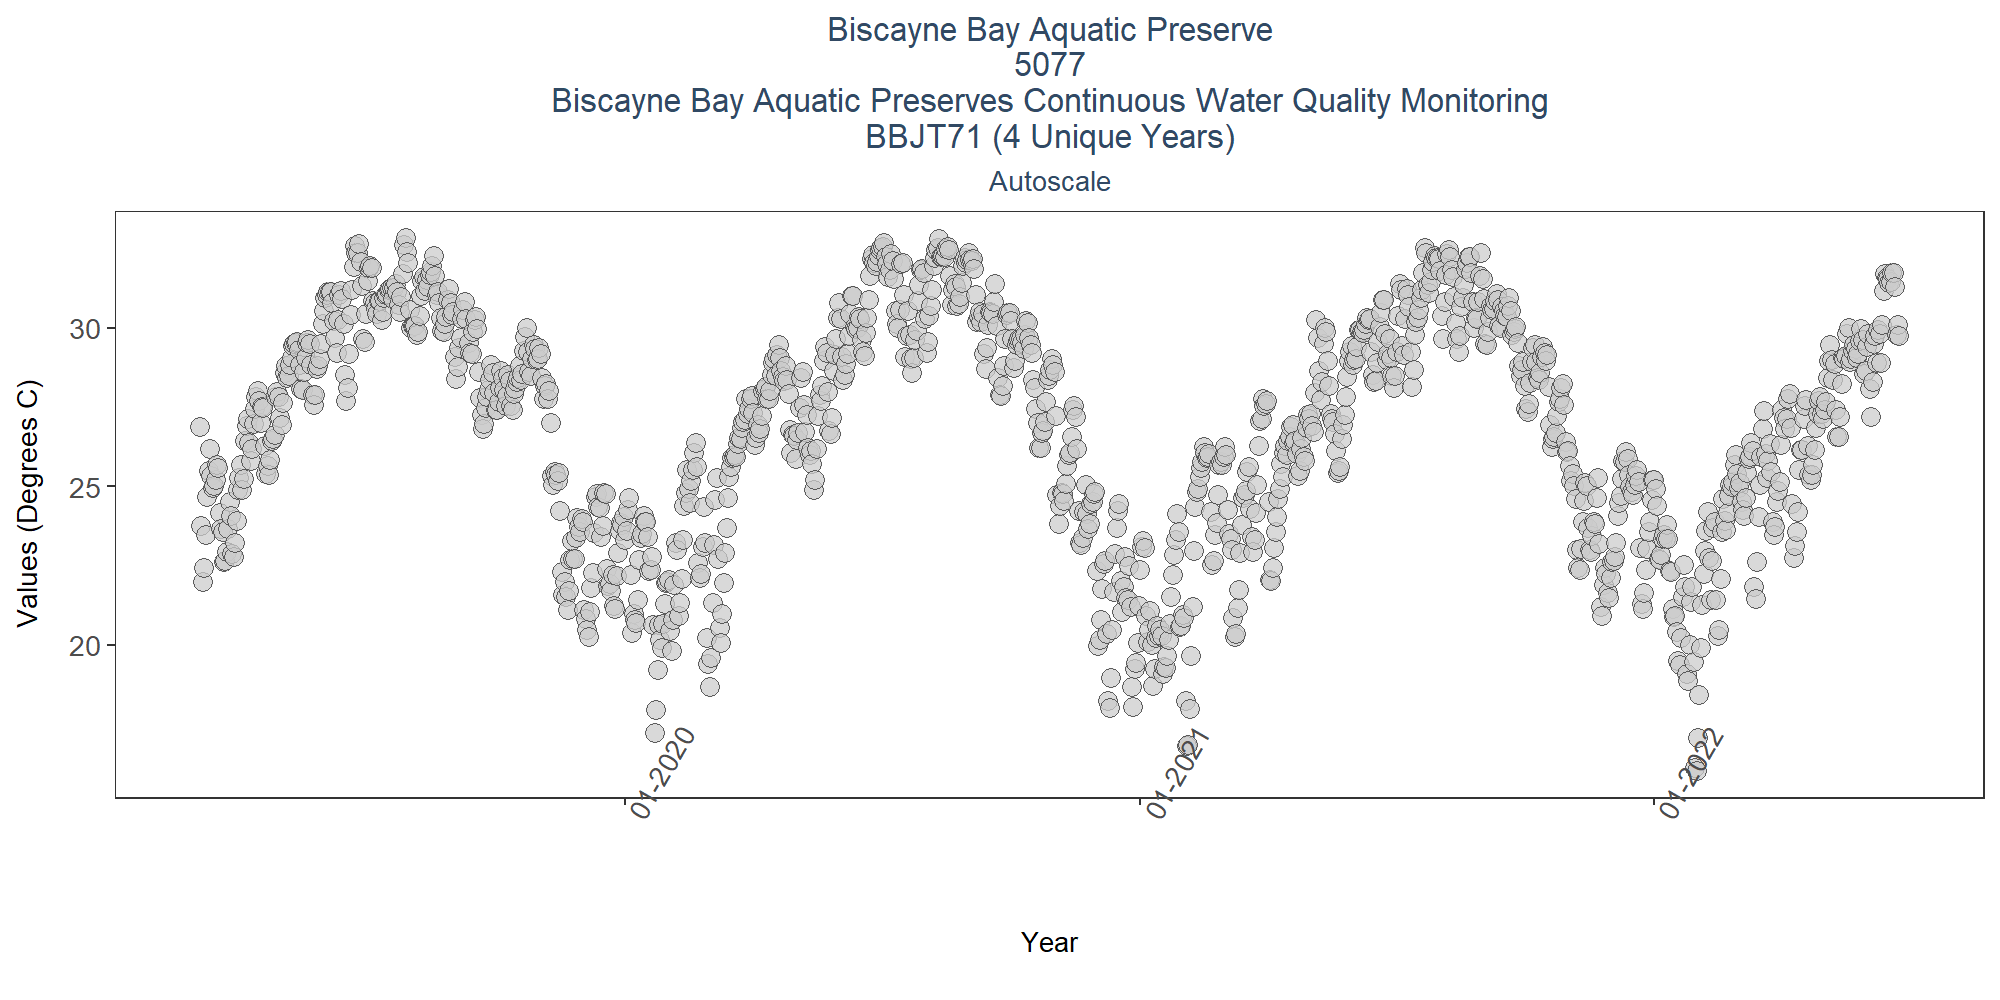 Biscayne Bay Aquatic Preserve
5077
Biscayne Bay Aquatic Preserves Continuous Water Quality Monitoring
BBJT71 (4 Unique Years)
Autoscale
Values (Degrees C)
30
25
20
01-2020
01-2021
01-2022
Year